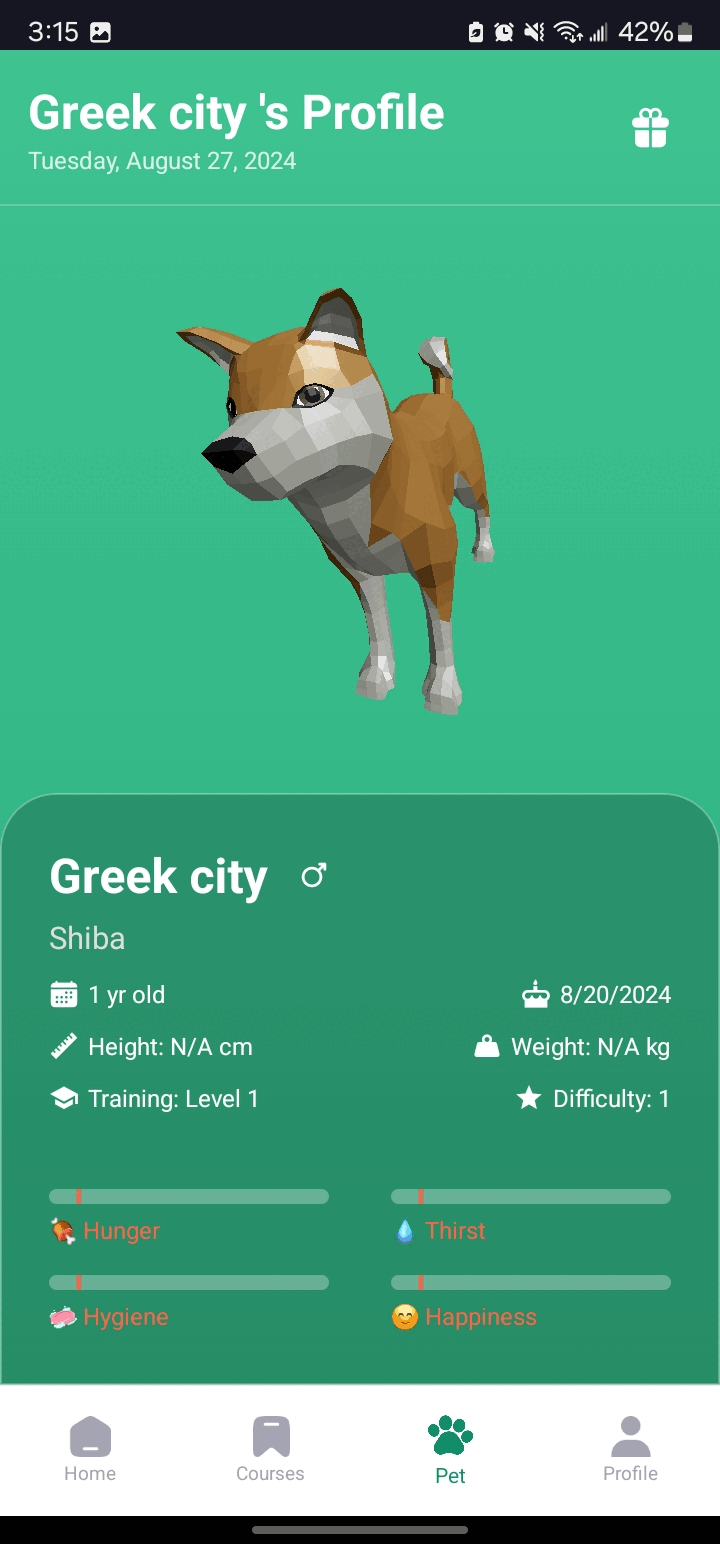 3:15
42%
Greek city 's Profile
Tuesday, August 27, 2024
Greek city
Shiba
1 yr old
8/20/2024
Height: N/A cm
Weight: N/A kg
Training: Level 1
Difficulty: 1
Hunger
Thirst
Hygiene
Happiness
Home
Courses
Pet
Profile